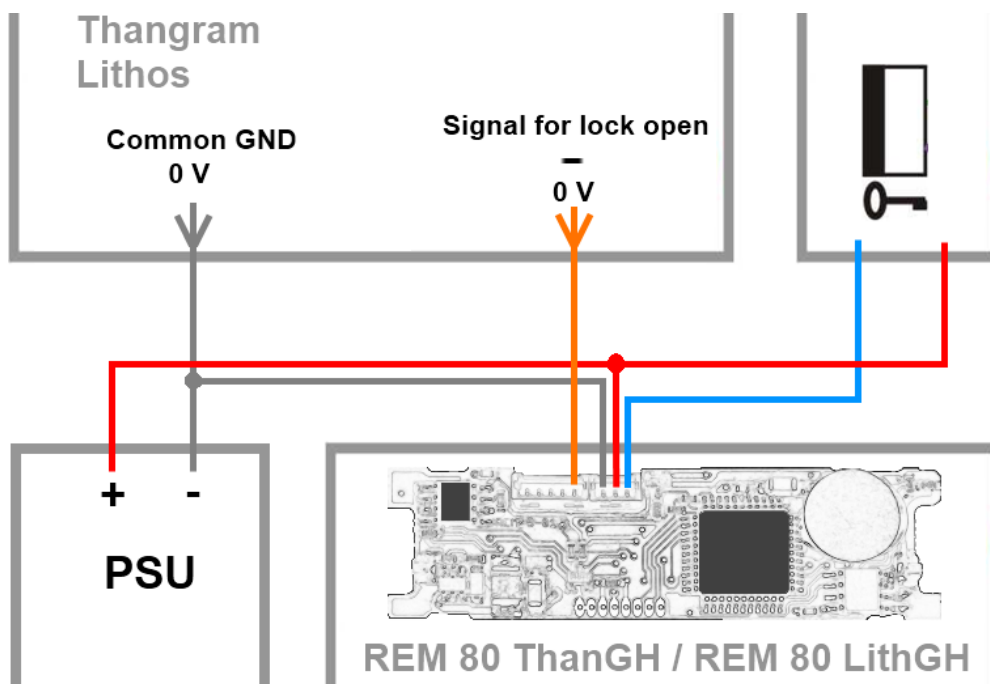 Thangram
Lithos
Common GND
0 V
Signal for lock open
-
0 V
+ -
PSU
REM 80 ThanGH / REM 80 LithGH